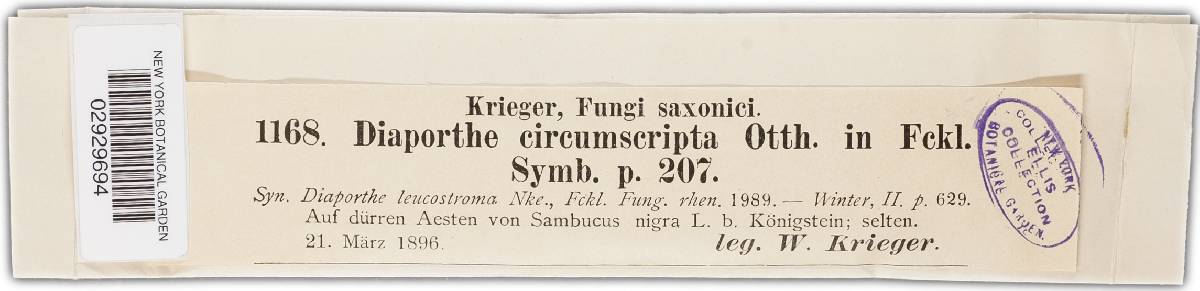 NEW YORK BOTANICAL GARDEN
02929694
Krieger, Fungi saxonici.
1168. Diaporthe circumscripta Otth. in Fckl.
Symb. p. 207.
Syn. Diaporthe leucostroma Nke., Fckl. Fung. rhen. 1989. — Winter, II. p. 629.
Auf dürren Aesten von Sambucus nigra L. b. Königstein; selten.
21. März 1896.
leg. W. Krieger.
NEW YORK
ELLIS
COLLECTION
BOTANICAL GARDEN.